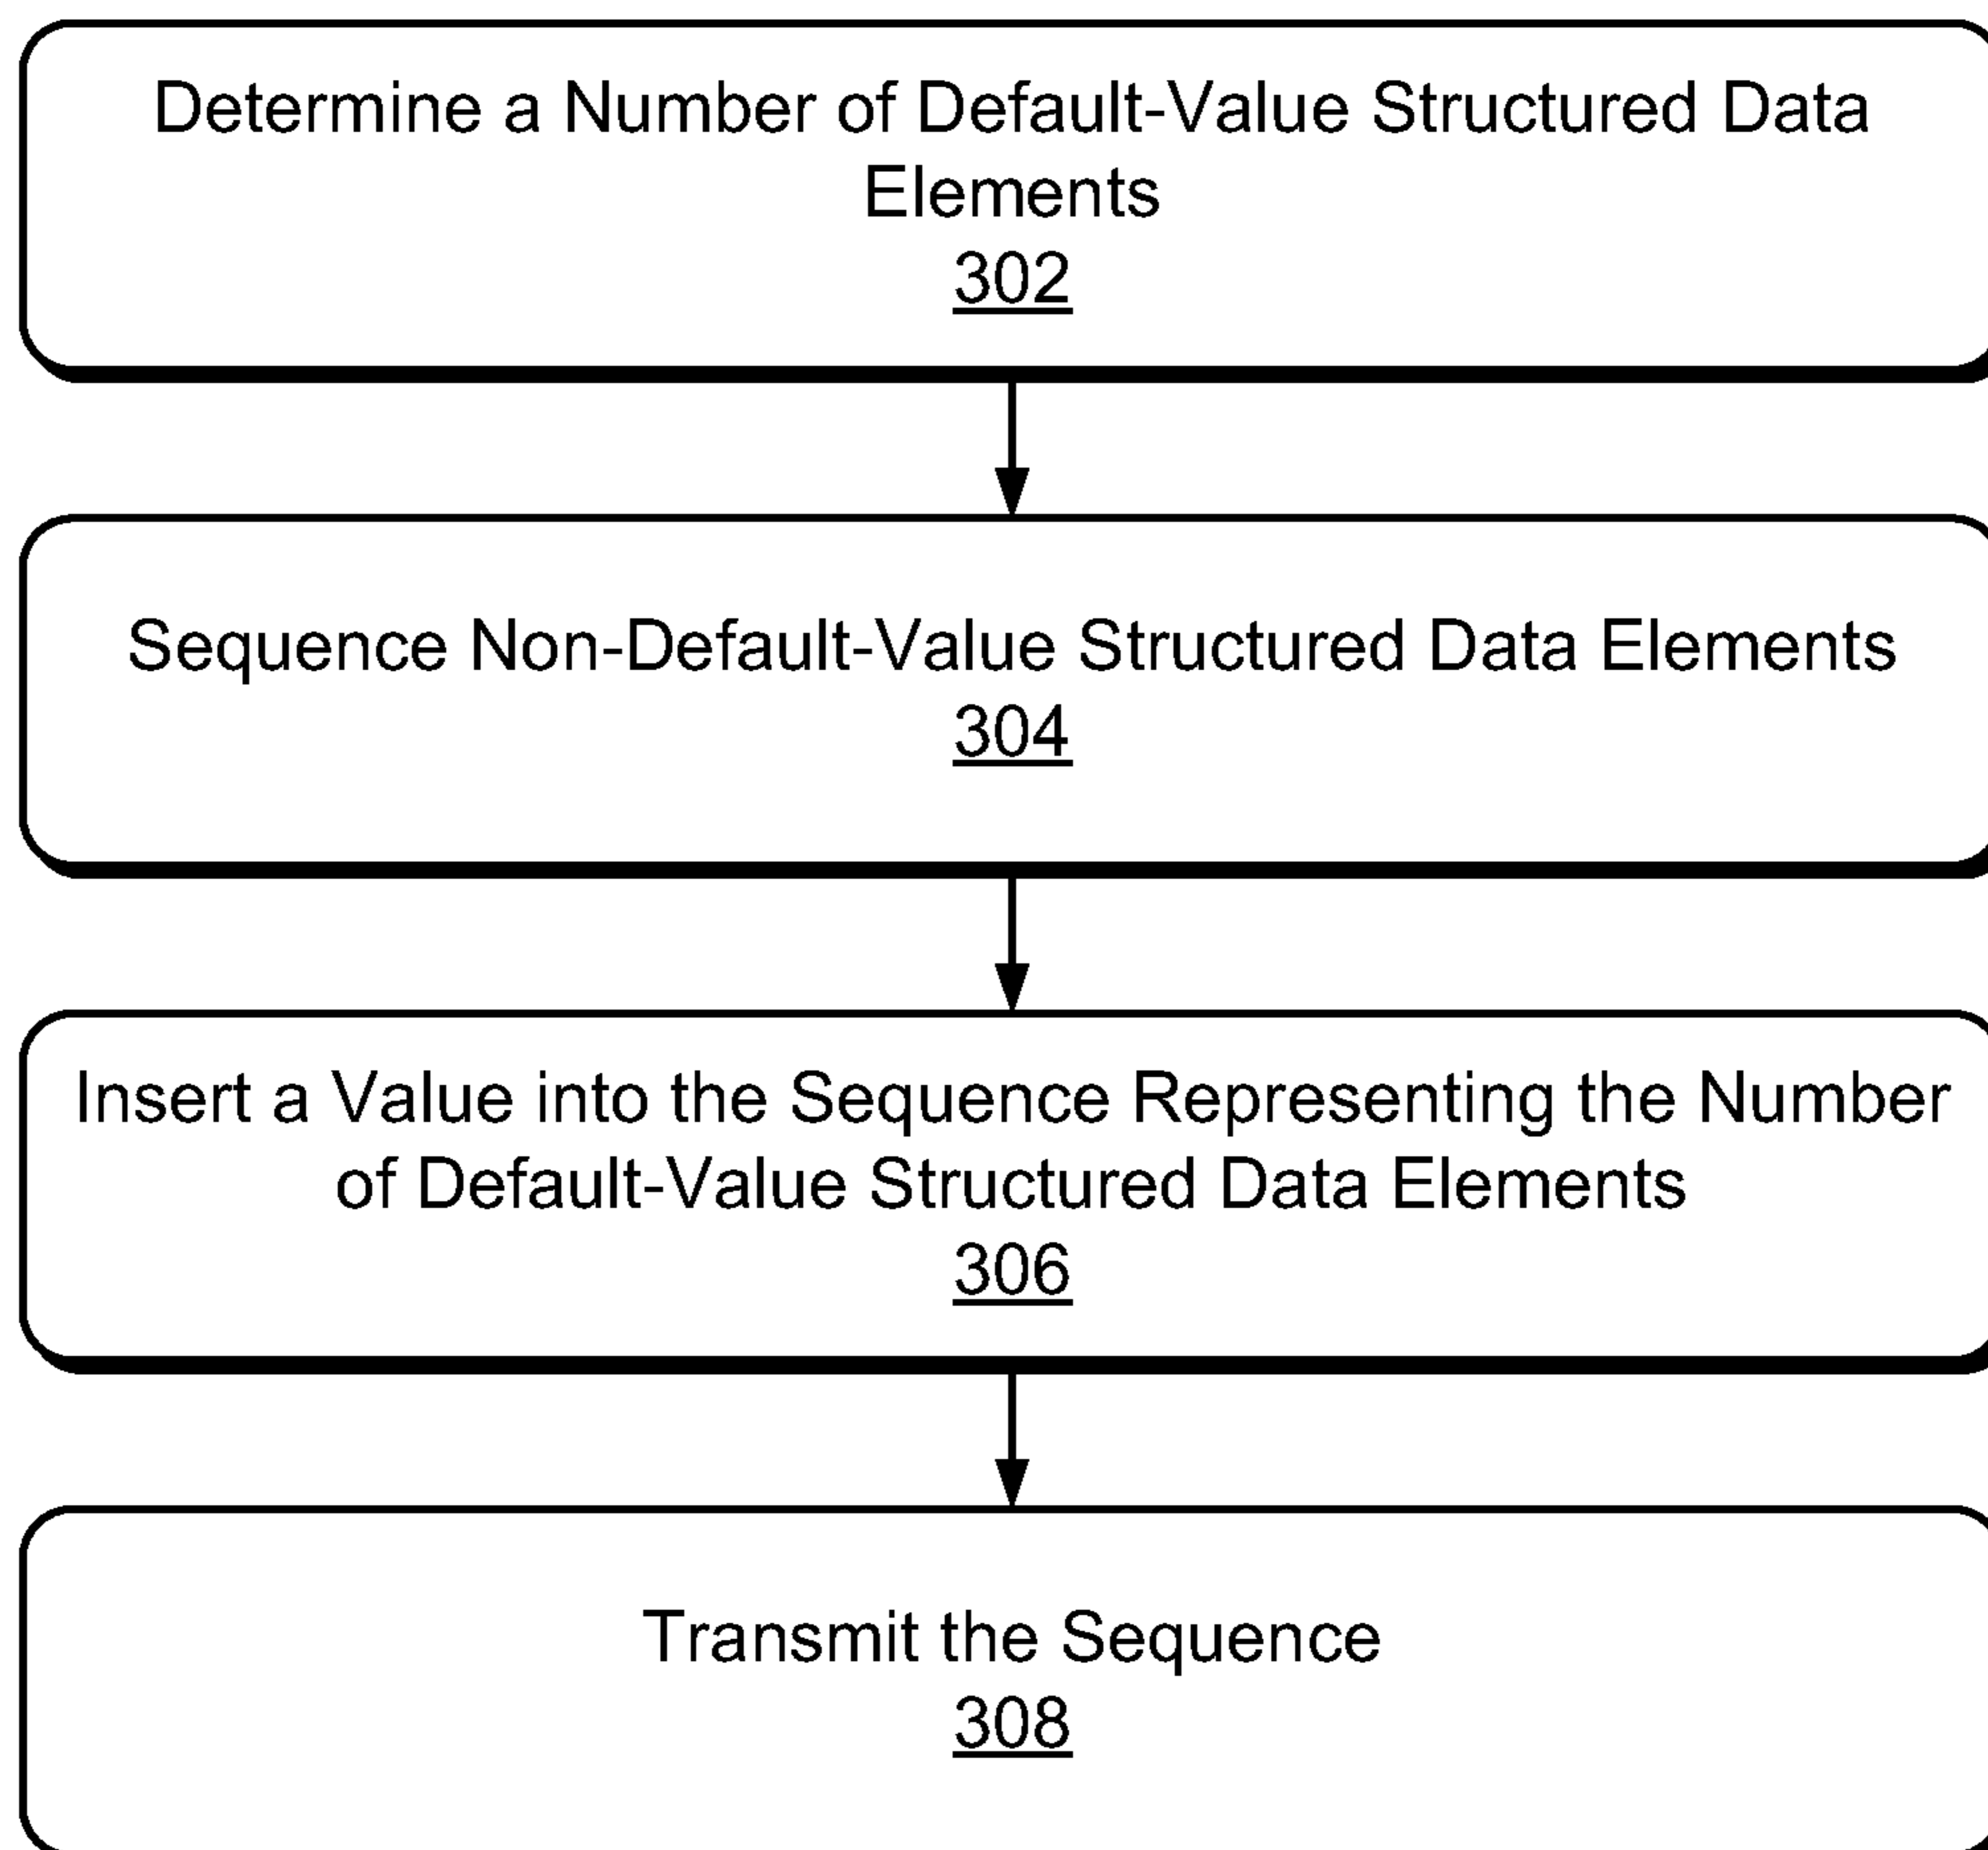 Determine a Number of Default-Value Structured Data
Elements
302
Sequence Non-Default-Value Structured Data Elements
304
Insert a Value into the Sequence Representing the Number
of Default-Value Structured Data Elements
306
Transmit the Sequence
308